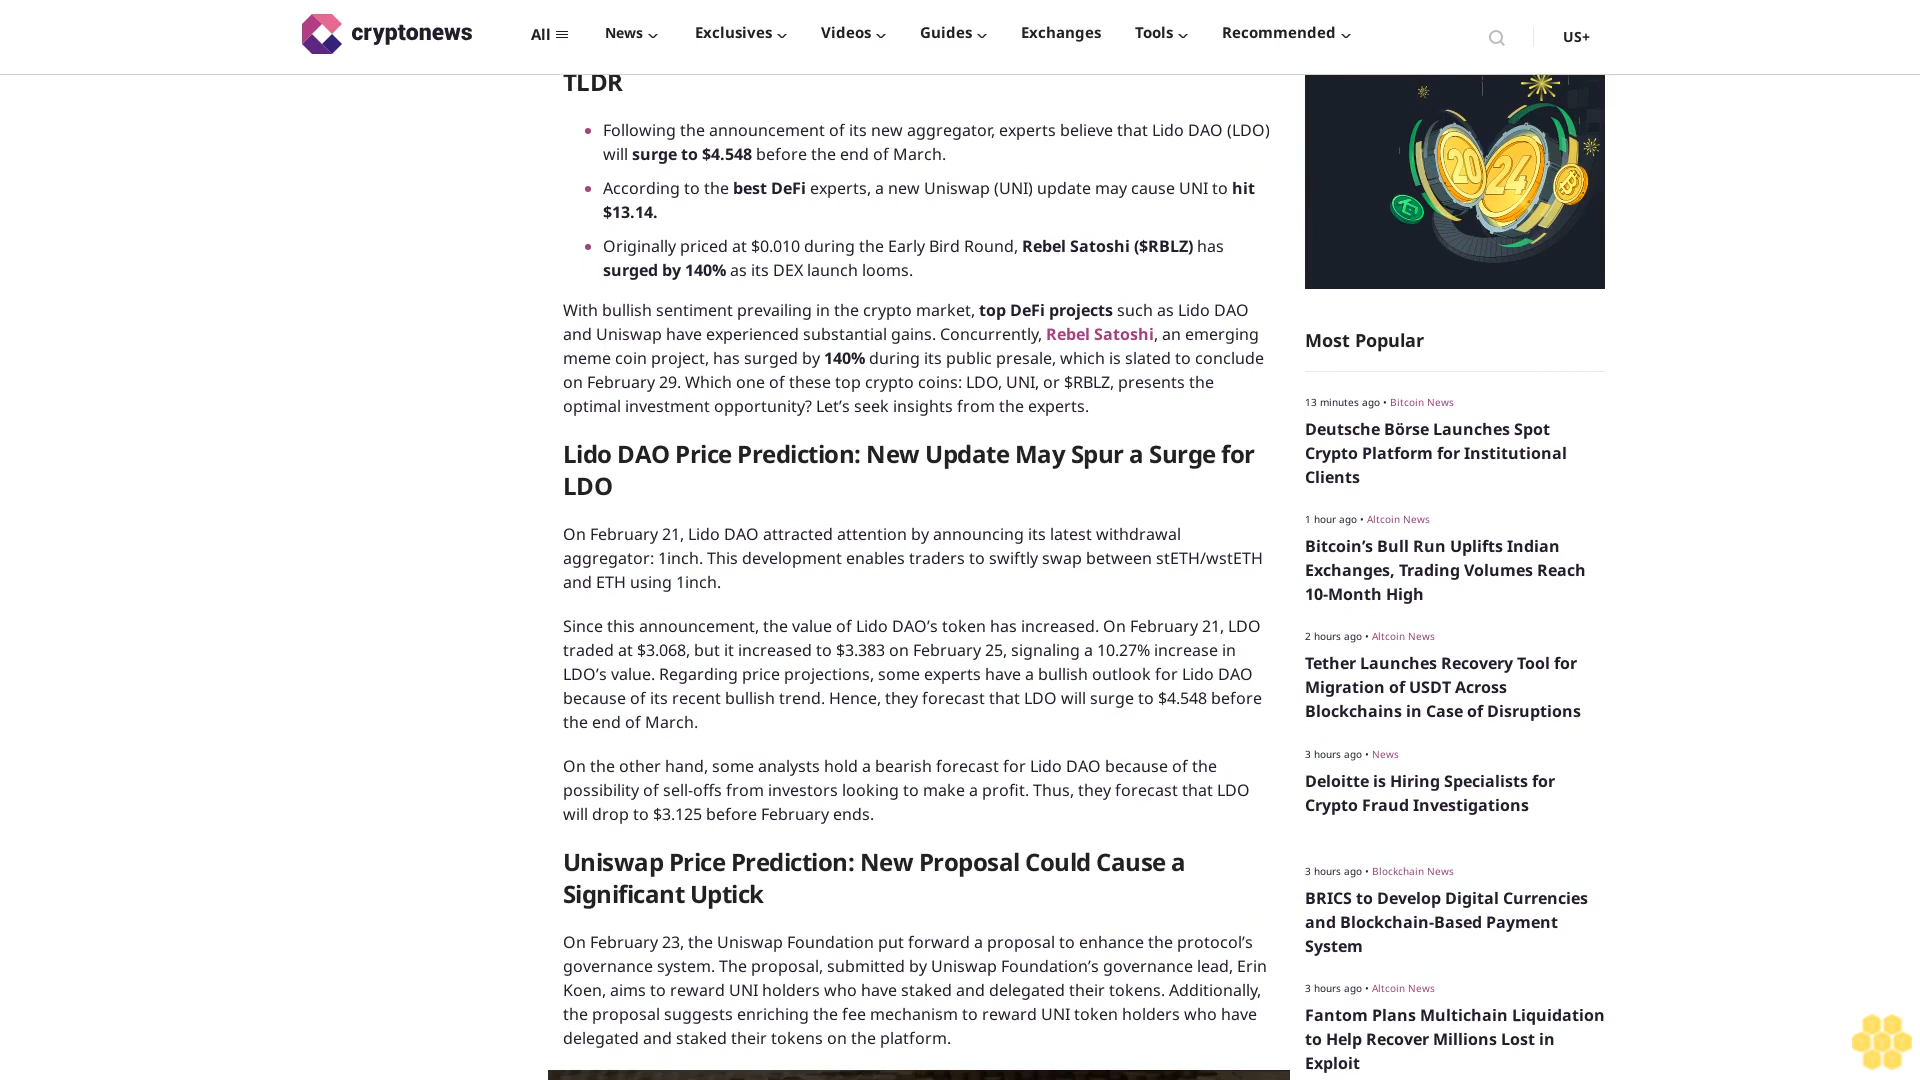 cryptonews
All
News
Exclusives
Videos
Guides
Exchanges
Tools
Recommended
US+
TLDR
Following the announcement of its new aggregator, experts believe that Lido DAO (LDO)
will surge to $4.548 before the end of March.
According to the best DeFi experts, a new Uniswap (UNI) update may cause UNI to hit
$13.14.
Originally priced at $0.010 during the Early Bird Round, Rebel Satoshi ($RBLZ) has
surged by 140% as its DEX launch looms.
With bullish sentiment prevailing in the crypto market, top DeFi projects such as Lido DAO
and Uniswap have experienced substantial gains. Concurrently, Rebel Satoshi, an emerging
meme coin project, has surged by 140% during its public presale, which is slated to conclude
on February 29. Which one of these top crypto coins: LDO, UNI, or $RBLZ, presents the
optimal investment opportunity? Let’s seek insights from the experts.
Lido DAO Price Prediction: New Update May Spur a Surge for
LDO
On February 21, Lido DAO attracted attention by announcing its latest withdrawal
aggregator: 1inch. This development enables traders to swiftly swap between stETH/wstETH
and ETH using 1inch.
Since this announcement, the value of Lido DAO’s token has increased. On February 21, LDO
traded at $3.068, but it increased to $3.383 on February 25, signaling a 10.27% increase in
LDO’s value. Regarding price projections, some experts have a bullish outlook for Lido DAO
because of its recent bullish trend. Hence, they forecast that LDO will surge to $4.548 before
the end of March.
On the other hand, some analysts hold a bearish forecast for Lido DAO because of the
possibility of sell-offs from investors looking to make a profit. Thus, they forecast that LDO
will drop to $3.125 before February ends.
Uniswap Price Prediction: New Proposal Could Cause a
Significant Uptick
On February 23, the Uniswap Foundation put forward a proposal to enhance the protocol’s
governance system. The proposal, submitted by Uniswap Foundation’s governance lead, Erin
Koen, aims to reward UNI holders who have staked and delegated their tokens. Additionally,
the proposal suggests enriching the fee mechanism to reward UNI token holders who have
delegated and staked their tokens on the platform.
20
24
Most Popular
13 minutes ago • Bitcoin News
Deutsche Börse Launches Spot
Crypto Platform for Institutional
Clients
1 hour ago • Altcoin News
Bitcoin’s Bull Run Uplifts Indian
Exchanges, Trading Volumes Reach
10-Month High
2 hours ago • Altcoin News
Tether Launches Recovery Tool for
Migration of USDT Across
Blockchains in Case of Disruptions
3 hours ago • News
Deloitte is Hiring Specialists for
Crypto Fraud Investigations
3 hours ago • Blockchain News
BRICS to Develop Digital Currencies
and Blockchain-Based Payment
System
3 hours ago • Altcoin News
Fantom Plans Multichain Liquidation
to Help Recover Millions Lost in
Exploit